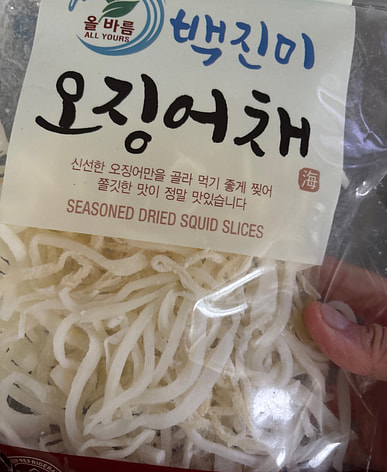 올바름
ALL YOURS
백진미
오징어채
신선한 오징어만을 골라 먹기 좋게 찢어
쫄깃한 맛이 정말 맛있습니다
海
SEASONED DRIED SQUID SLICES